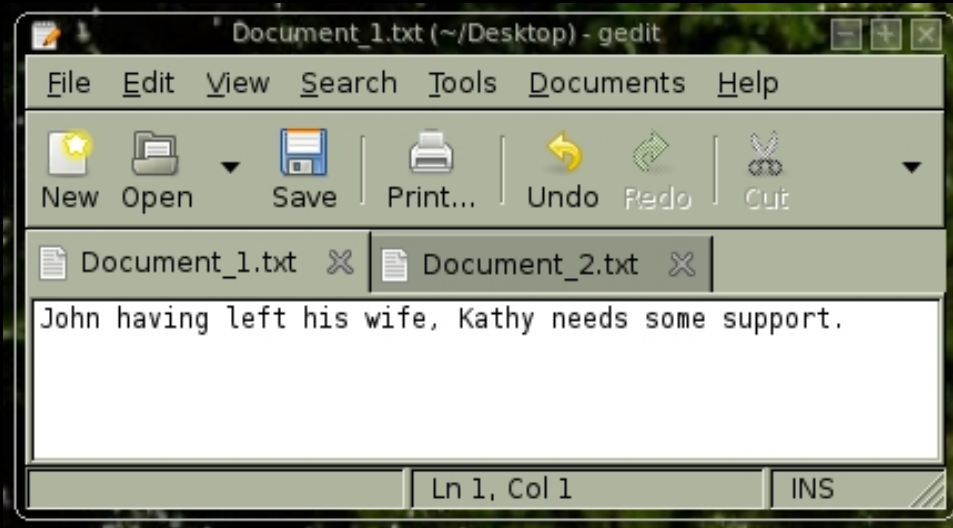 Document_1.txt (~/Desktop) - gedit
File Edit View Search Tools Documents Help
New Open Save Print... Undo Redo Cut
Document_1.txt Document_2.txt
John having left his wife, Kathy needs some support.
Ln 1, Col 1 INS